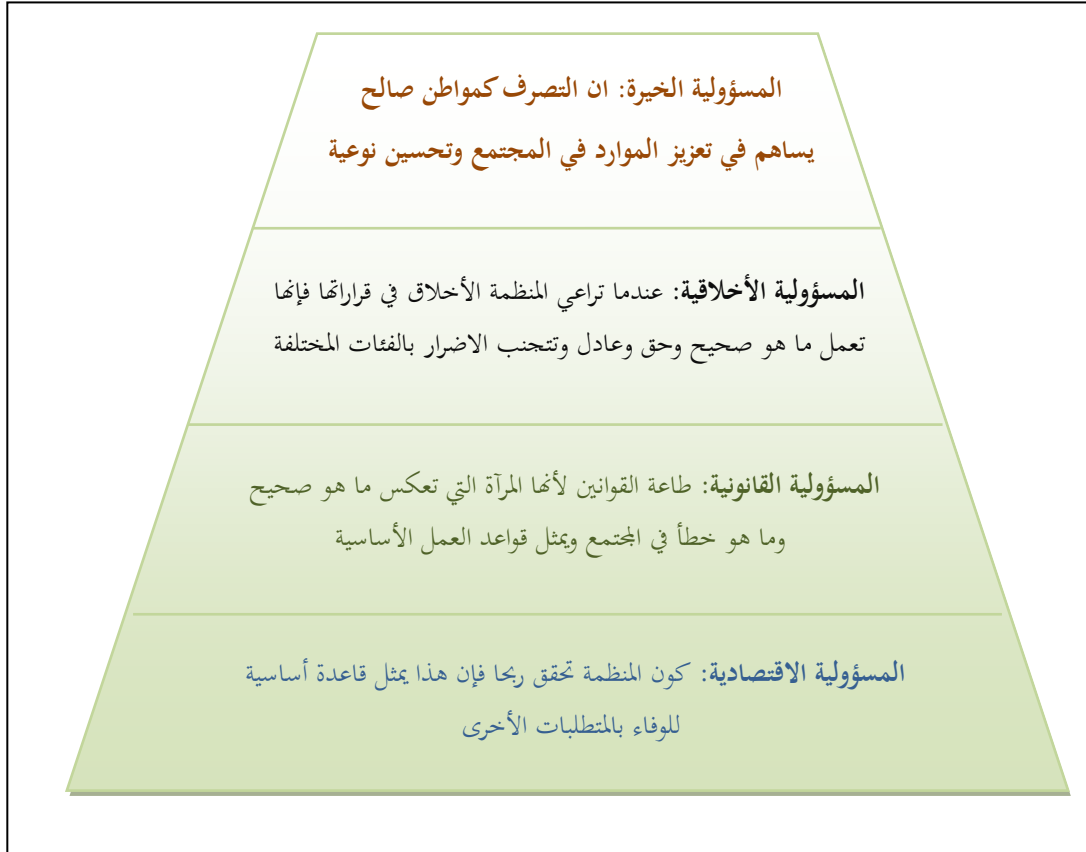 المسؤولية الخيرة: ان التصرف كمواطن صالح
يساهم في تعزيز الموارد في المجتمع وتحسين نوعية
المسؤولية الأخلاقية: عندما تراعي المنظمة الأخلاق في قراراتها فإنها
تعمل ما هو صحيح وحق وعادل وتتجنب الاضرار بالفئات المختلفة
المسؤولية القانونية: طاعة القوانين لأنها المرآة التي تعكس ما هو صحيح
وما هو خطأ في المجتمع ويمثل قواعد العمل الأساسية
المسؤولية الاقتصادية: كون المنظمة تحقق ربحا فإن هذا يمثل قاعدة أساسية
للوفاء بالمتطلبات الأخرى